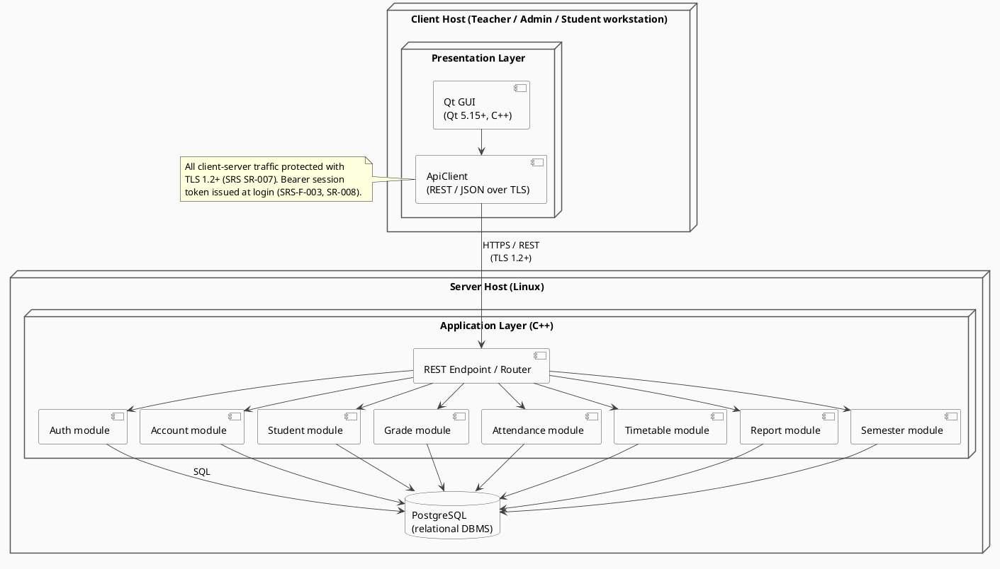 Client Host (Teacher / Admin / Student workstation)
Presentation Layer
Qt GUI
(Qt 5.15+, C++)
ApiClient
(REST / JSON over TLS)
All client-server traffic protected with
TLS 1.2+ (SRS SR-007). Bearer session
token issued at login (SRS-F-003, SR-008).
HTTPS / REST
(TLS 1.2+)
Server Host (Linux)
Application Layer (C++)
REST Endpoint / Router
Auth module
Account module
Student module
Grade module
Attendance module
Timetable module
Report module
Semester module
SQL
PostgreSQL
(relational DBMS)